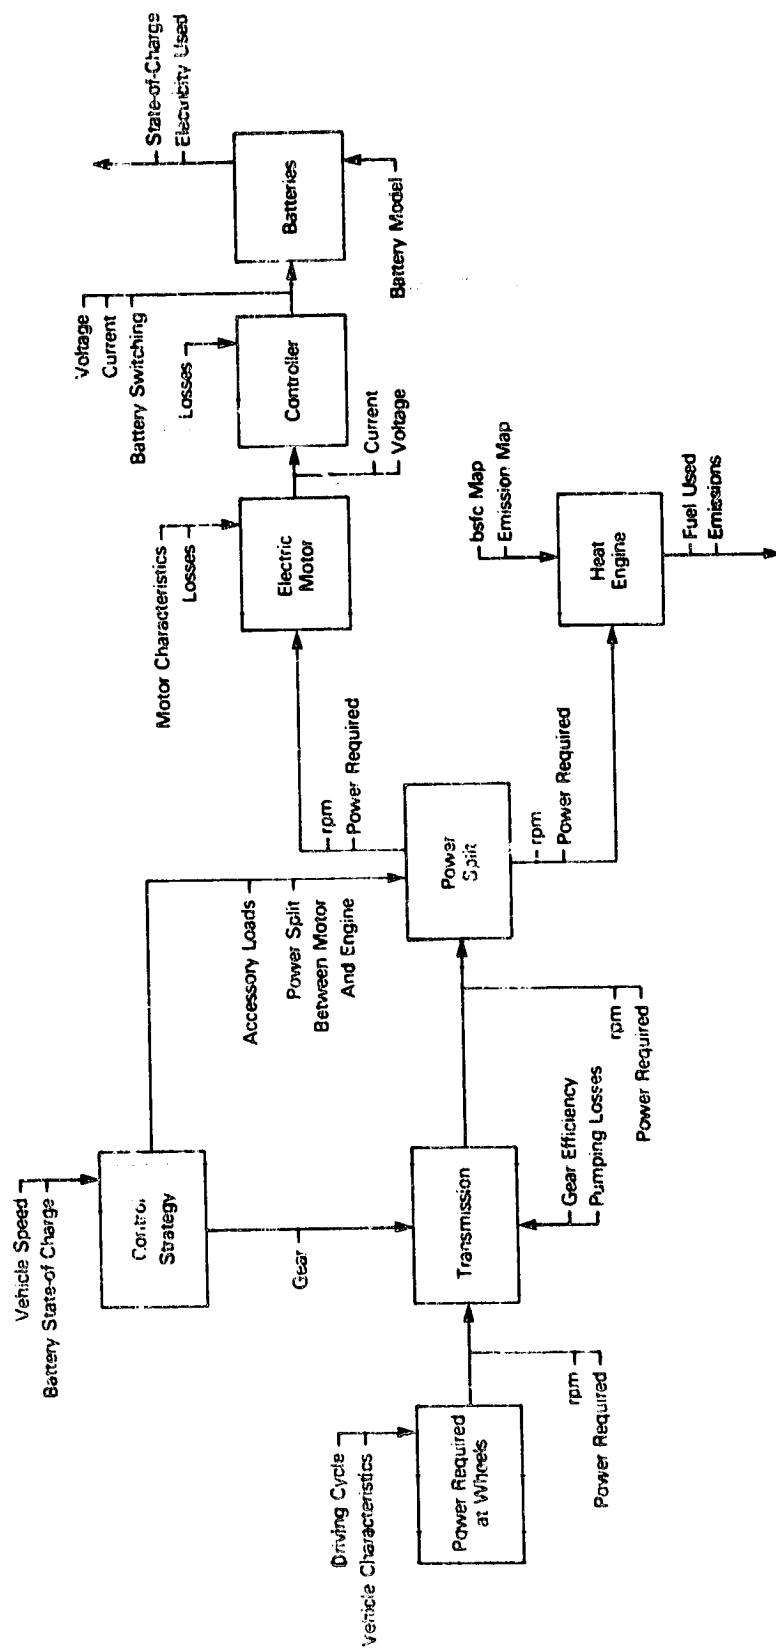 Vehicle Speed
Battery State-of Charge
Control
Strategy
Gear
Accessory Loads
Power Split
Between Motor
And Engine
Driving Cycle
Vehicle Characteristics
Power Required
at Wheels
rpm
Power Required
Transmission
Gear Efficiency
Pumping Losses
rpm
Power Required
Power
Split
rpm
Power Required
rpm
Power Required
Motor Characteristics
Losses
Electric
Motor
Current
Voltage
Losses
Controller
Voltage
Current
Battery Switching
Batteries
Battery Model
State-of-Charge
Electricity Used
bsfc Map
Emission Map
Heat
Engine
Fuel Used
Emissions